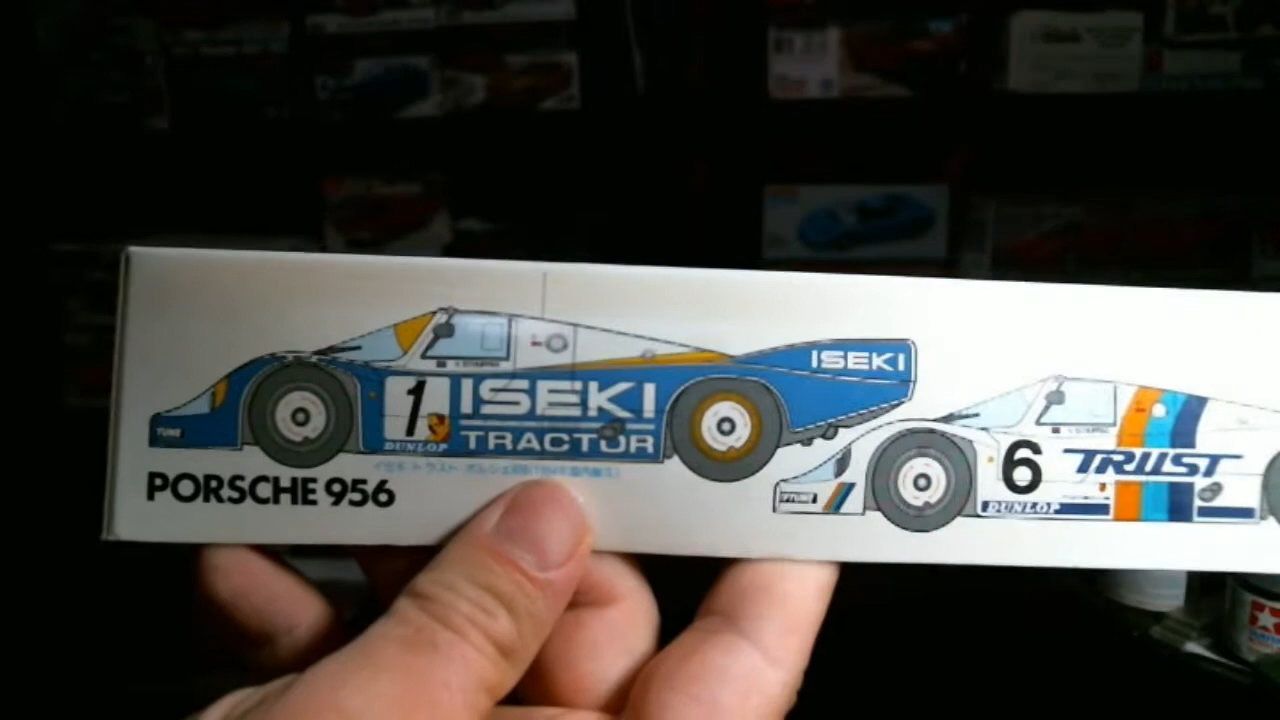 ISEKI
1
ISEKI
TRACTOR
DUNLOP
PORSCHE 956
6
TRUST
DUNLOP